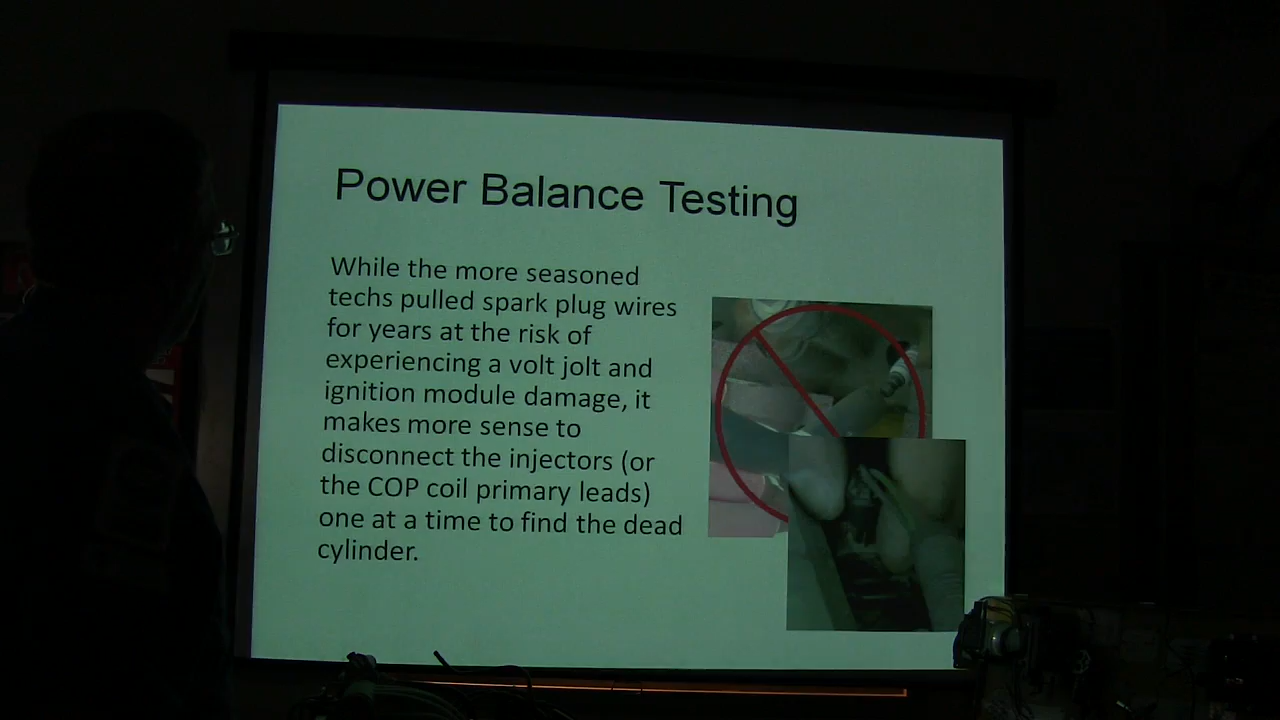 Power Balance Testing
While the more seasoned
techs pulled spark plug wires
for years at the risk of
experiencing a volt jolt and
ignition module damage, it
makes more sense to
disconnect the injectors (or
the COP coil primary leads)
one at a time to find the dead
cylinder.